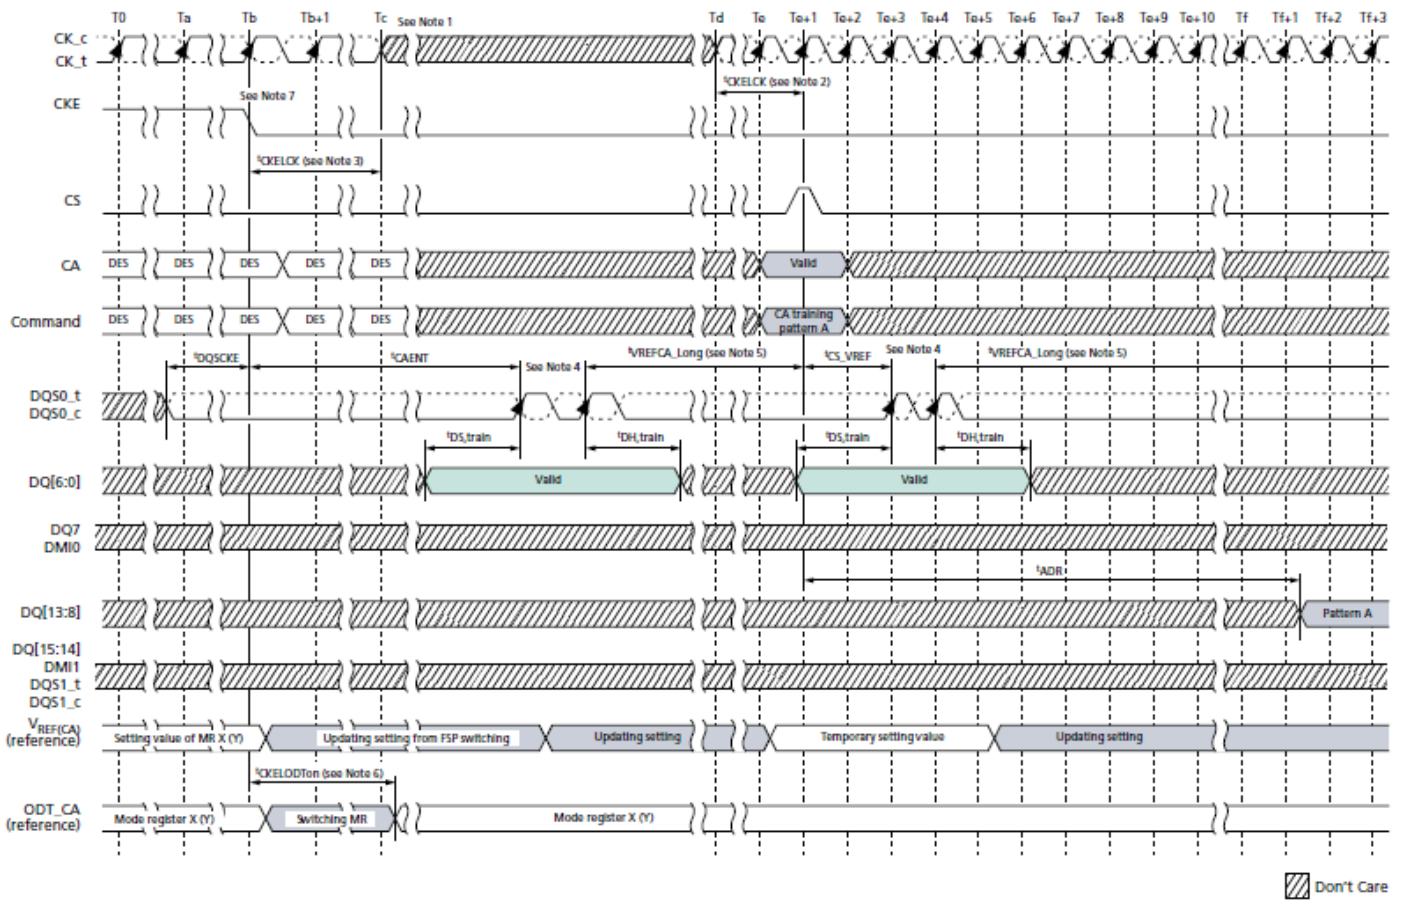 T0 Ta Tb Tb+1 Tc See Note 1 Td Te Te+1 Te+2 Te+3 Te+4 Te+5 Te+6 Te+7 Te+8 Te+9 Te+10 Tf Tf+1 Tf+2 Tf+3
CK_c
CK_t
tCKELCK (see Note 2)
See Note 7
CKE
tCKELCK (see Note 3)
CS
CA DES DES DES DES DES Valid
Command DES DES DES DES DES CA training
pattern A
tDQSCKE tCAENT See Note 4 tVREFCA_Long (see Note 5) tCS_VREF See Note 4 tVREFCA_Long (see Note 5)
DQS0_t
DQS0_c
tDS,train tDH,train tDS,train tDH,train
DQ[6:0] Valid Valid
DQ7
DMI0
tADR
DQ[13:8] Pattern A
DQ[15:14]
DMI1
DQS1_t
DQS1_c
VREF(CA)
(reference) Setting value of MR X (Y) Updating setting from FSP switching Updating setting Temporary setting value Updating setting
tCKELODTon (see Note 6)
ODT_CA
(reference) Mode register X (Y) Switching MR Mode register X (Y)
Don't Care